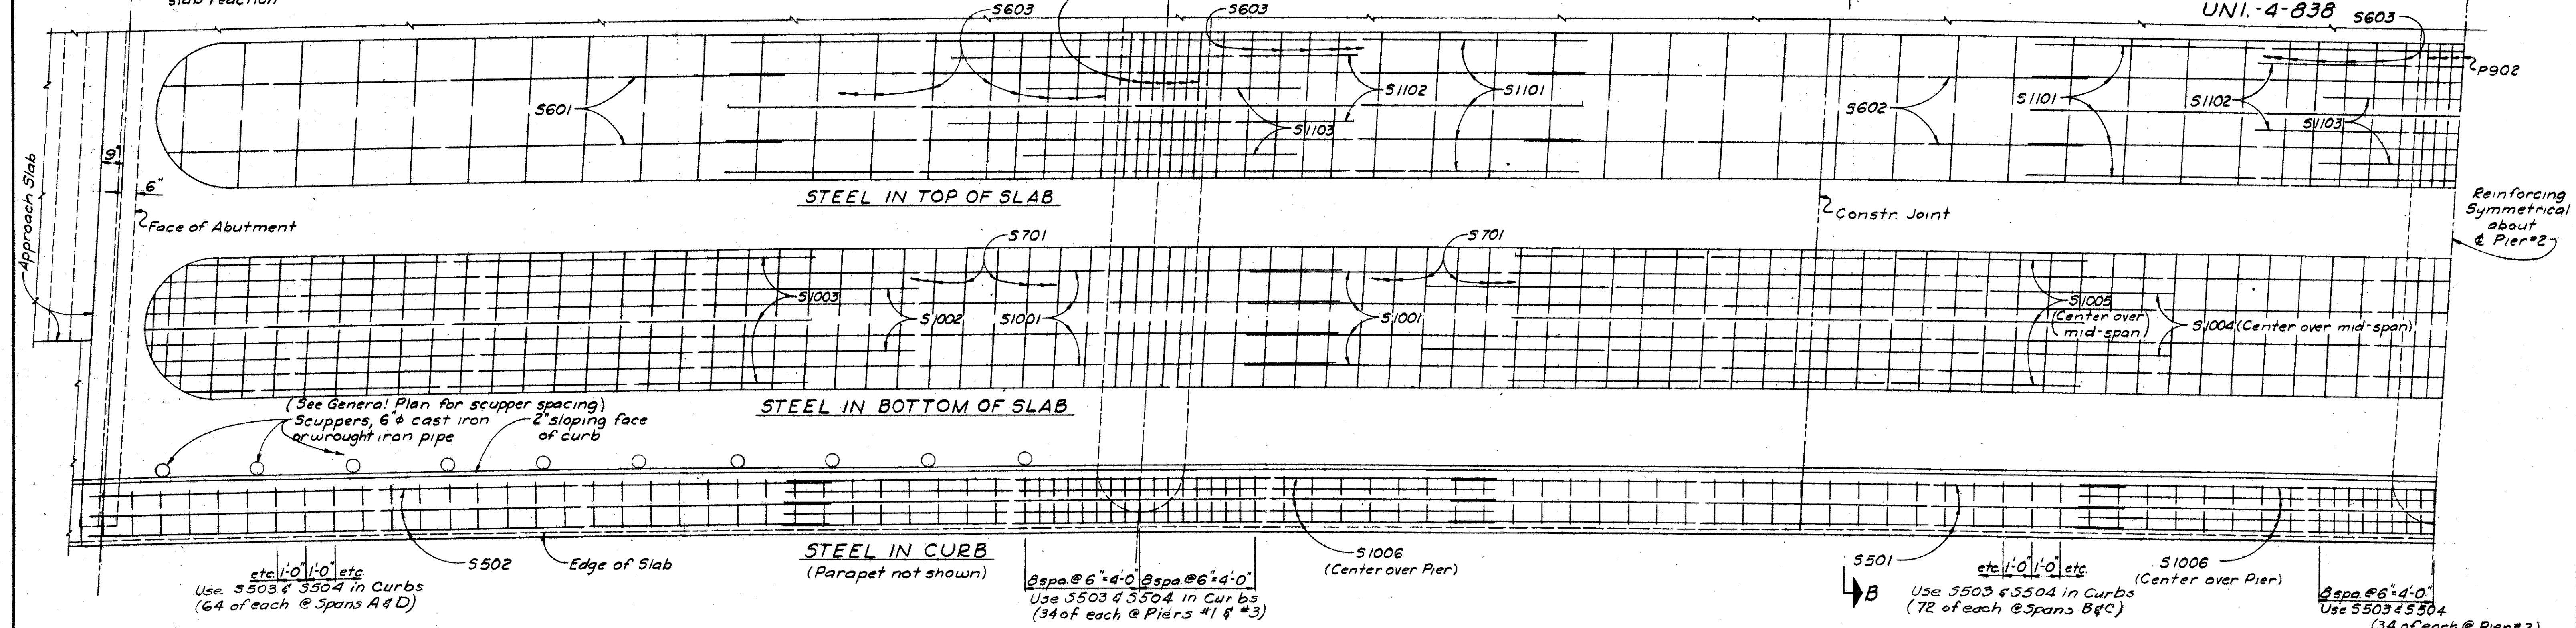 slab reaction
S603
S603
UNI.-4-838
S603
P902
S601
S1102
S1101
S1103
S602
S1101
S1102
S1103
9"
6"
Approach Slab
STEEL IN TOP OF SLAB
Face of Abutment
Constr. Joint
Reinforcing
Symmetrical
about
℄ Pier #2
S701
S701
S1003
S1002
S1001
S1001
S1005
(Center over
mid-span)
S1004 (Center over mid-span)
STEEL IN BOTTOM OF SLAB
(See General Plan for scupper spacing)
Scuppers, 6"φ cast iron
or wrought iron pipe
2" sloping face
of curb
S502
Edge of Slab
STEEL IN CURB
(Parapet not shown)
S1006
(Center over Pier)
S501
S1006
(Center over Pier)
etc. 1'-0" 1'-0" etc.
Use S503 & S504 in Curbs
(64 of each @ Spans A & D)
8 spa. @ 6" = 4'-0" 8 spa. @ 6" = 4'-0"
Use S503 & S504 in Curbs
(34 of each @ Piers #1 & #3)
B
etc. 1'-0" 1'-0" etc.
Use S503 & S504 in Curbs
(72 of each @ Spans B & C)
8 spa. @ 6" = 4'-0"
Use S503 & S504
(34 of each @ Pier #2)